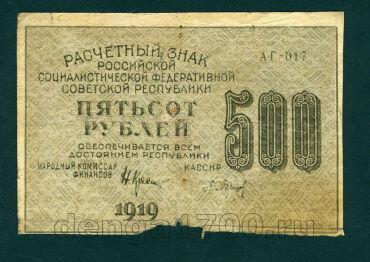 РАСЧЕТНЫЙ ЗНАК
РОССИЙСКОЙ
СОЦИАЛИСТИЧЕСКОЙ ФЕДЕРАТИВНОЙ
СОВЕТСКОЙ РЕСПУБЛИКИ
АГ-017
ПЯТЬСОТ
РУБЛЕЙ
500
ОБЕСПЕЧИВАЕТСЯ ВСЕМ
ДОСТОЯНИЕМ РЕСПУБЛИКИ
НАРОДНЫЙ КОМИССАР
ФИНАНСОВ
КАССИР
1919
denga1700.ru